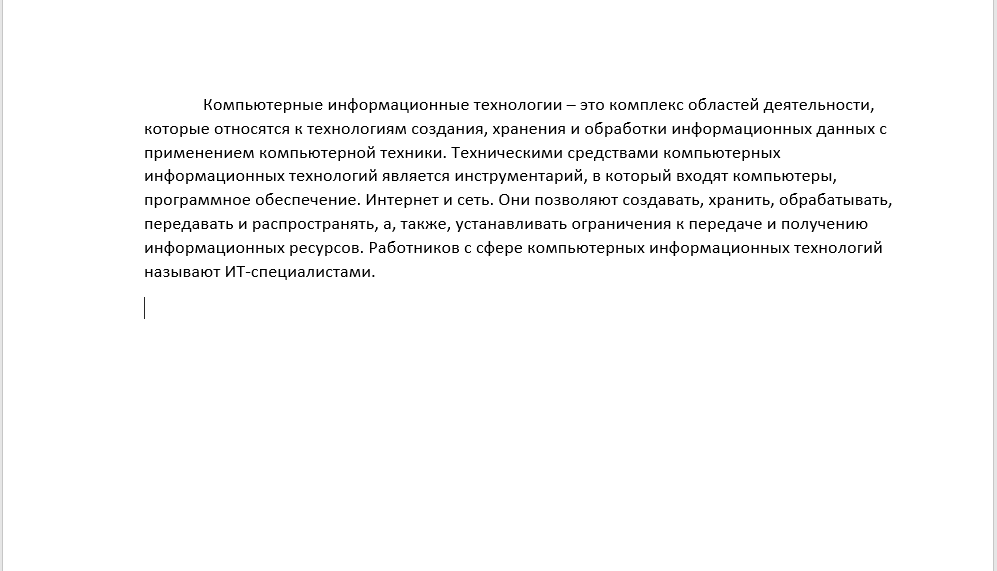 Компьютерные информационные технологии – это комплекс областей деятельности,
которые относятся к технологиям создания, хранения и обработки информационных данных с
применением компьютерной техники. Техническими средствами компьютерных
информационных технологий является инструментарий, в который входят компьютеры,
программное обеспечение. Интернет и сеть. Они позволяют создавать, хранить, обрабатывать,
передавать и распространять, а, также, устанавливать ограничения к передаче и получению
информационных ресурсов. Работников с сфере компьютерных информационных технологий
называют ИТ-специалистами.